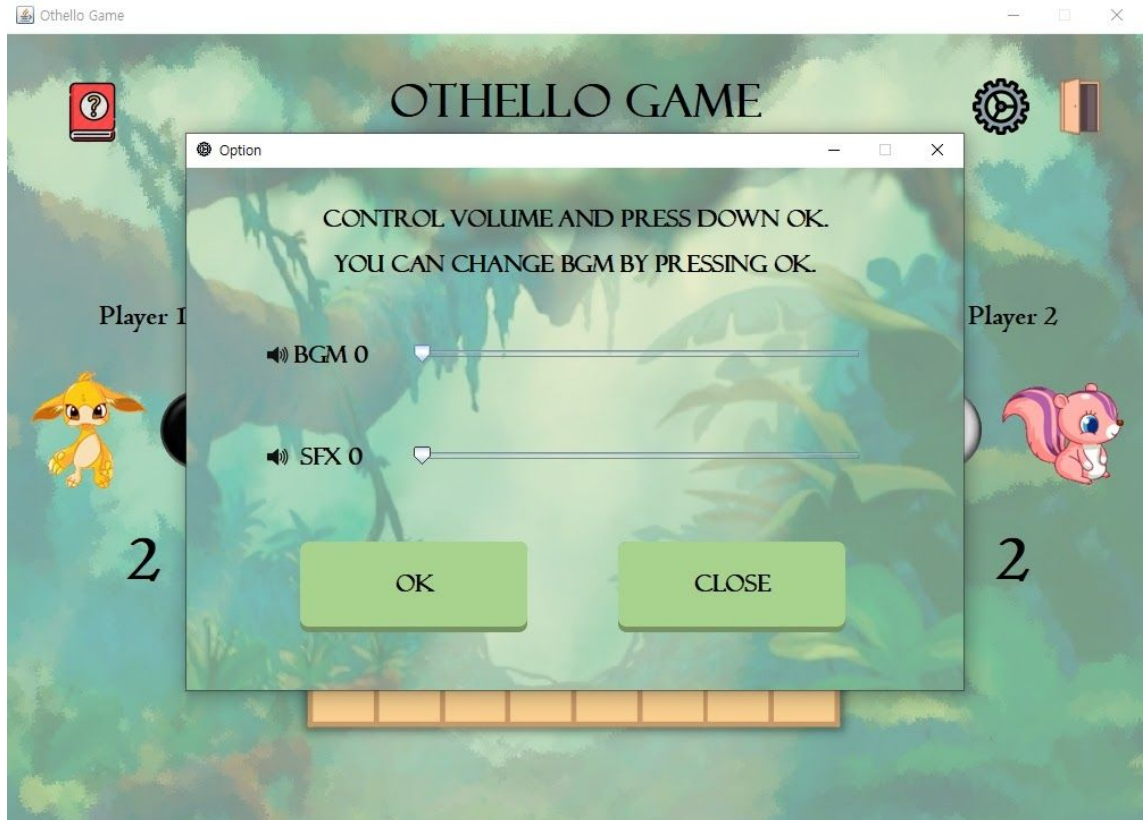 Othello Game
?
OTHELLO GAME
Option
CONTROL VOLUME AND PRESS DOWN OK.
YOU CAN CHANGE BGM BY PRESSING OK.
Player 1
Player 2
BGM 0
SFX 0
2
2
OK
CLOSE